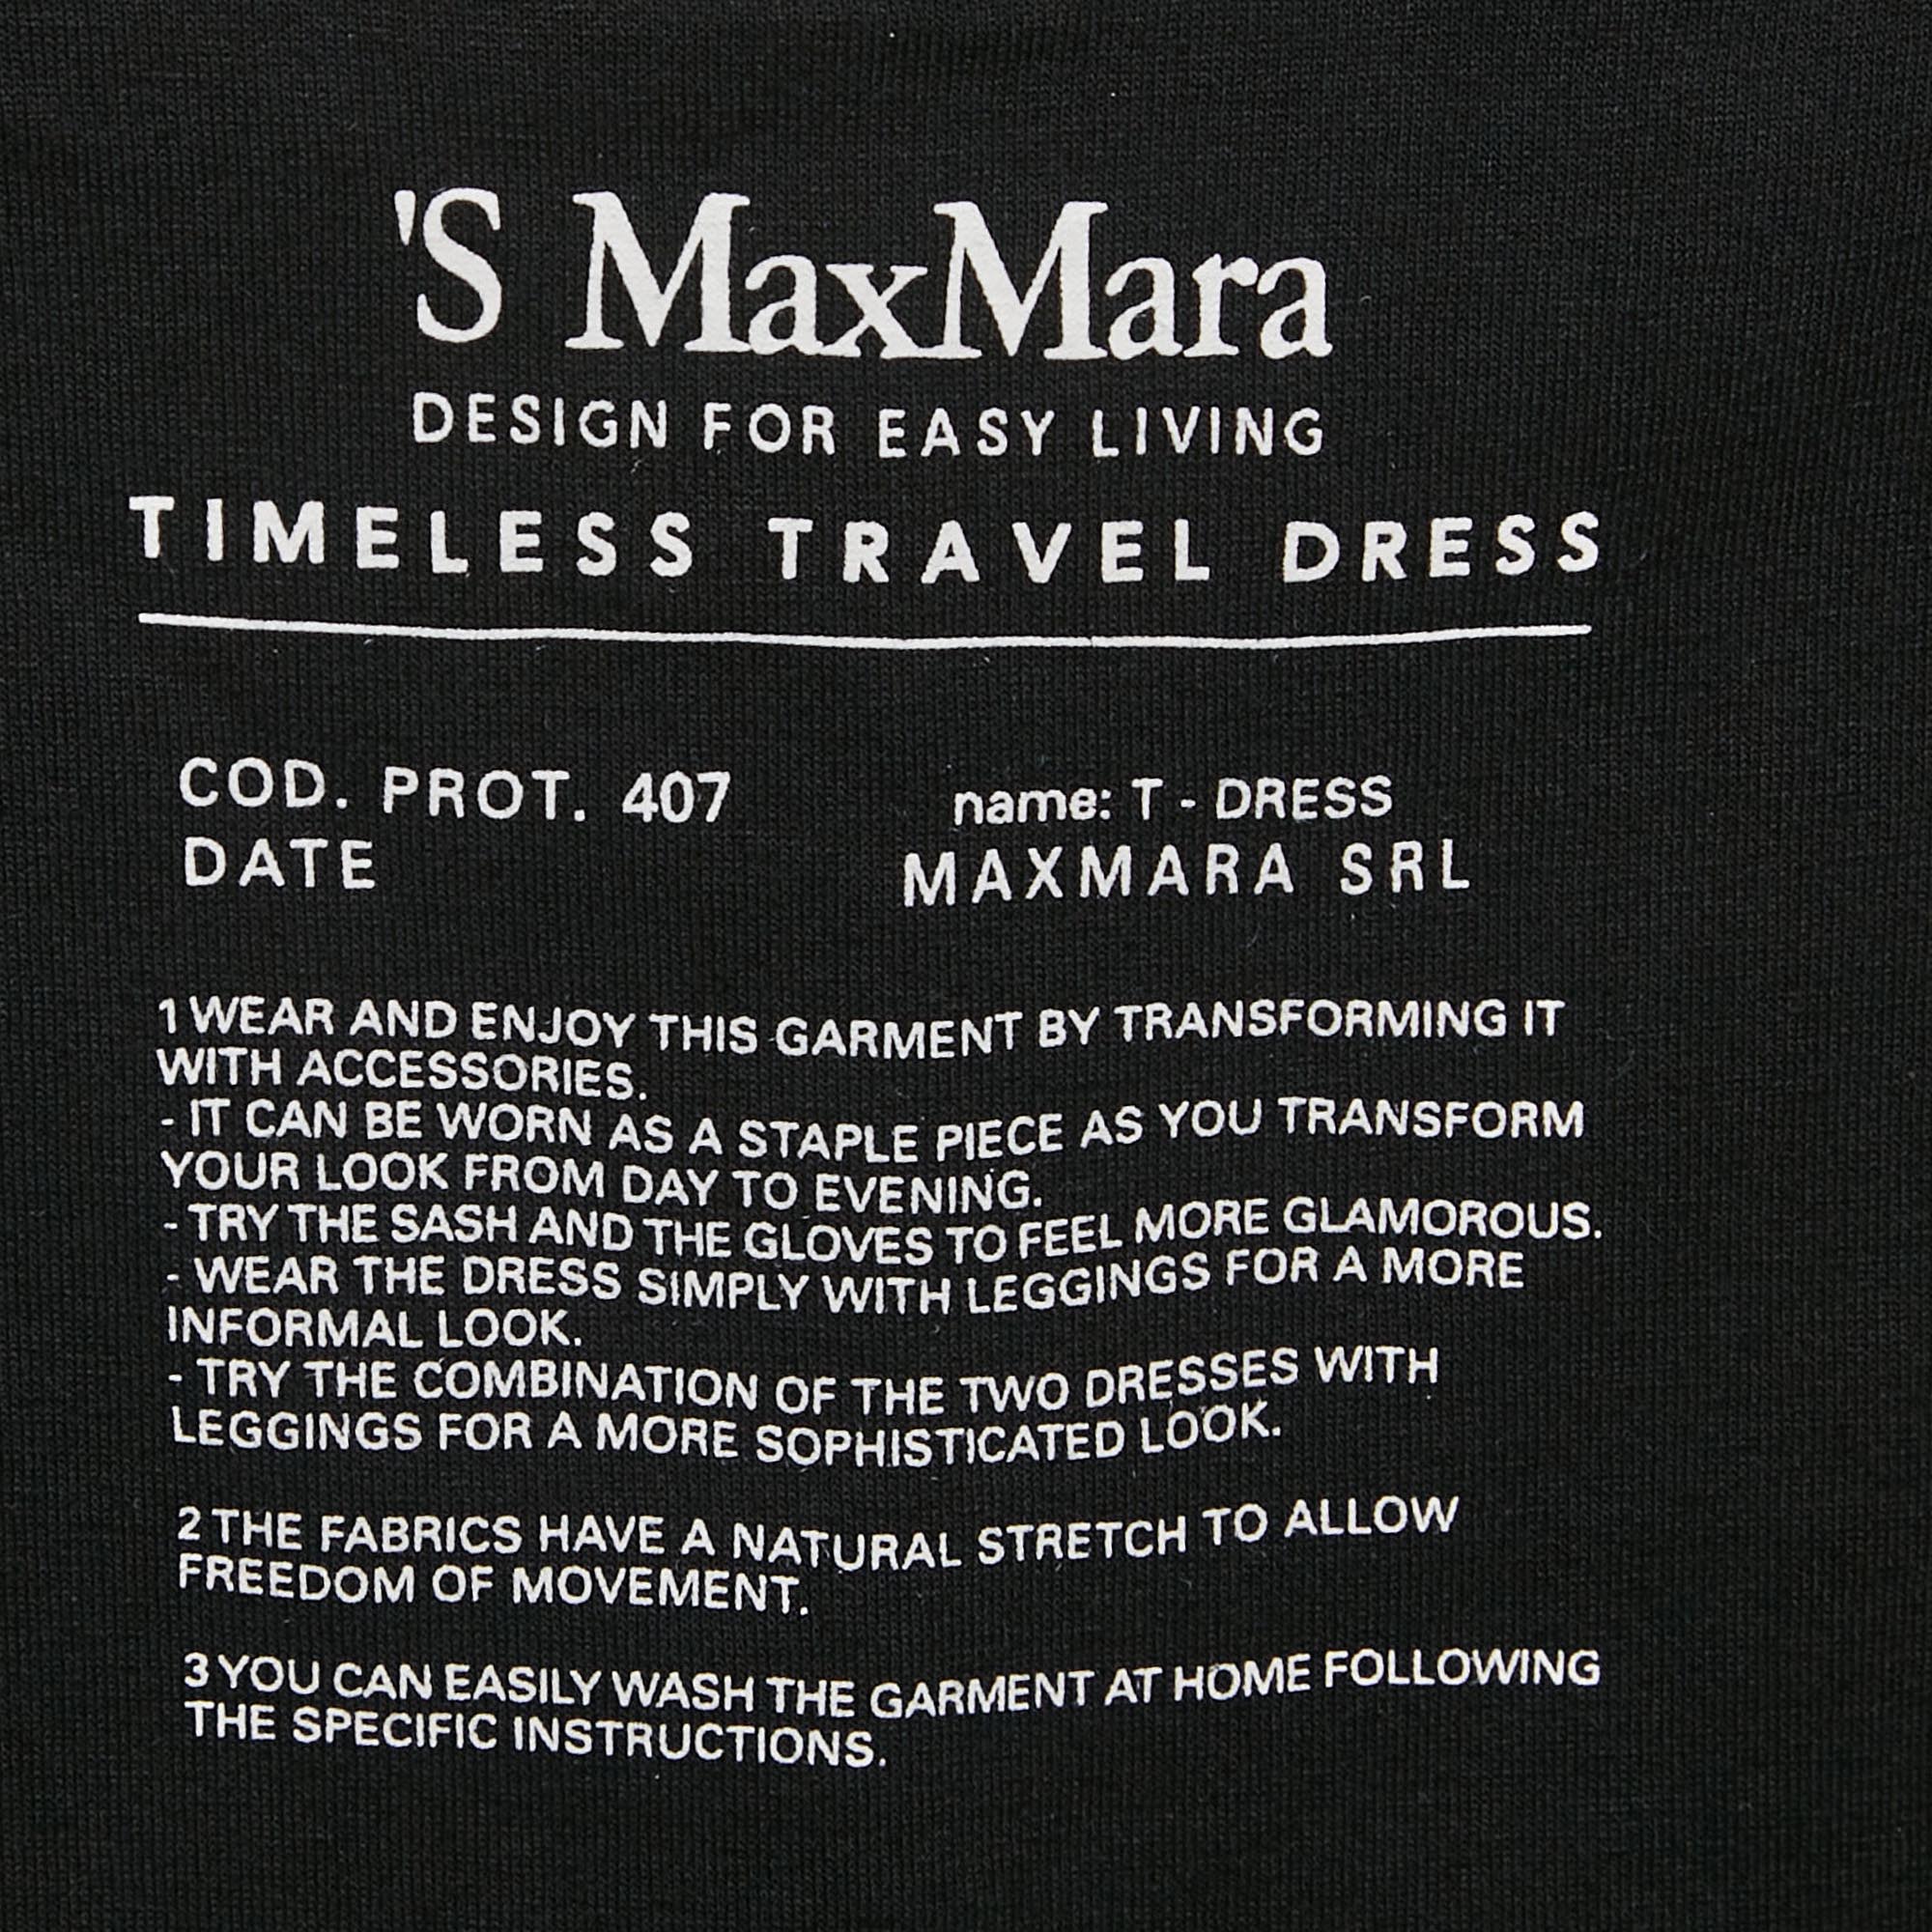 'S MaxMara
DESIGN FOR EASY LIVING
TIMELESS TRAVEL DRESS
COD. PROT. 407
name: T - DRESS
DATE
MAXMARA SRL
1 WEAR AND ENJOY THIS GARMENT BY TRANSFORMING IT
WITH ACCESSORIES.
- IT CAN BE WORN AS A STAPLE PIECE AS YOU TRANSFORM
YOUR LOOK FROM DAY TO EVENING.
- TRY THE SASH AND THE GLOVES TO FEEL MORE GLAMOROUS.
- WEAR THE DRESS SIMPLY WITH LEGGINGS FOR A MORE
INFORMAL LOOK.
- TRY THE COMBINATION OF THE TWO DRESSES WITH
LEGGINGS FOR A MORE SOPHISTICATED LOOK.
2 THE FABRICS HAVE A NATURAL STRETCH TO ALLOW
FREEDOM OF MOVEMENT.
3 YOU CAN EASILY WASH THE GARMENT AT HOME FOLLOWING
THE SPECIFIC INSTRUCTIONS.